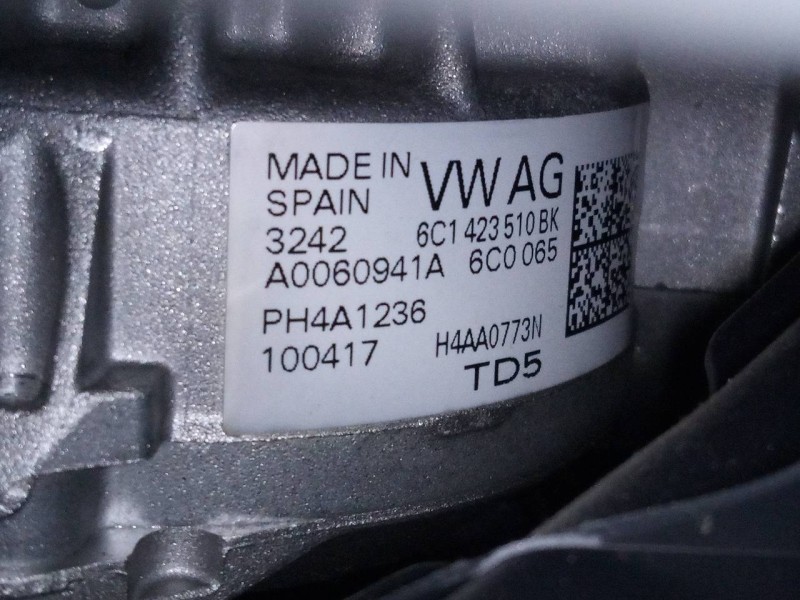 MADE IN
SPAIN
VW AG
3242
6C1 423 510 BK
A0060941A
6C0 065
PH4A1236
100417
H4AA0773N
TD5